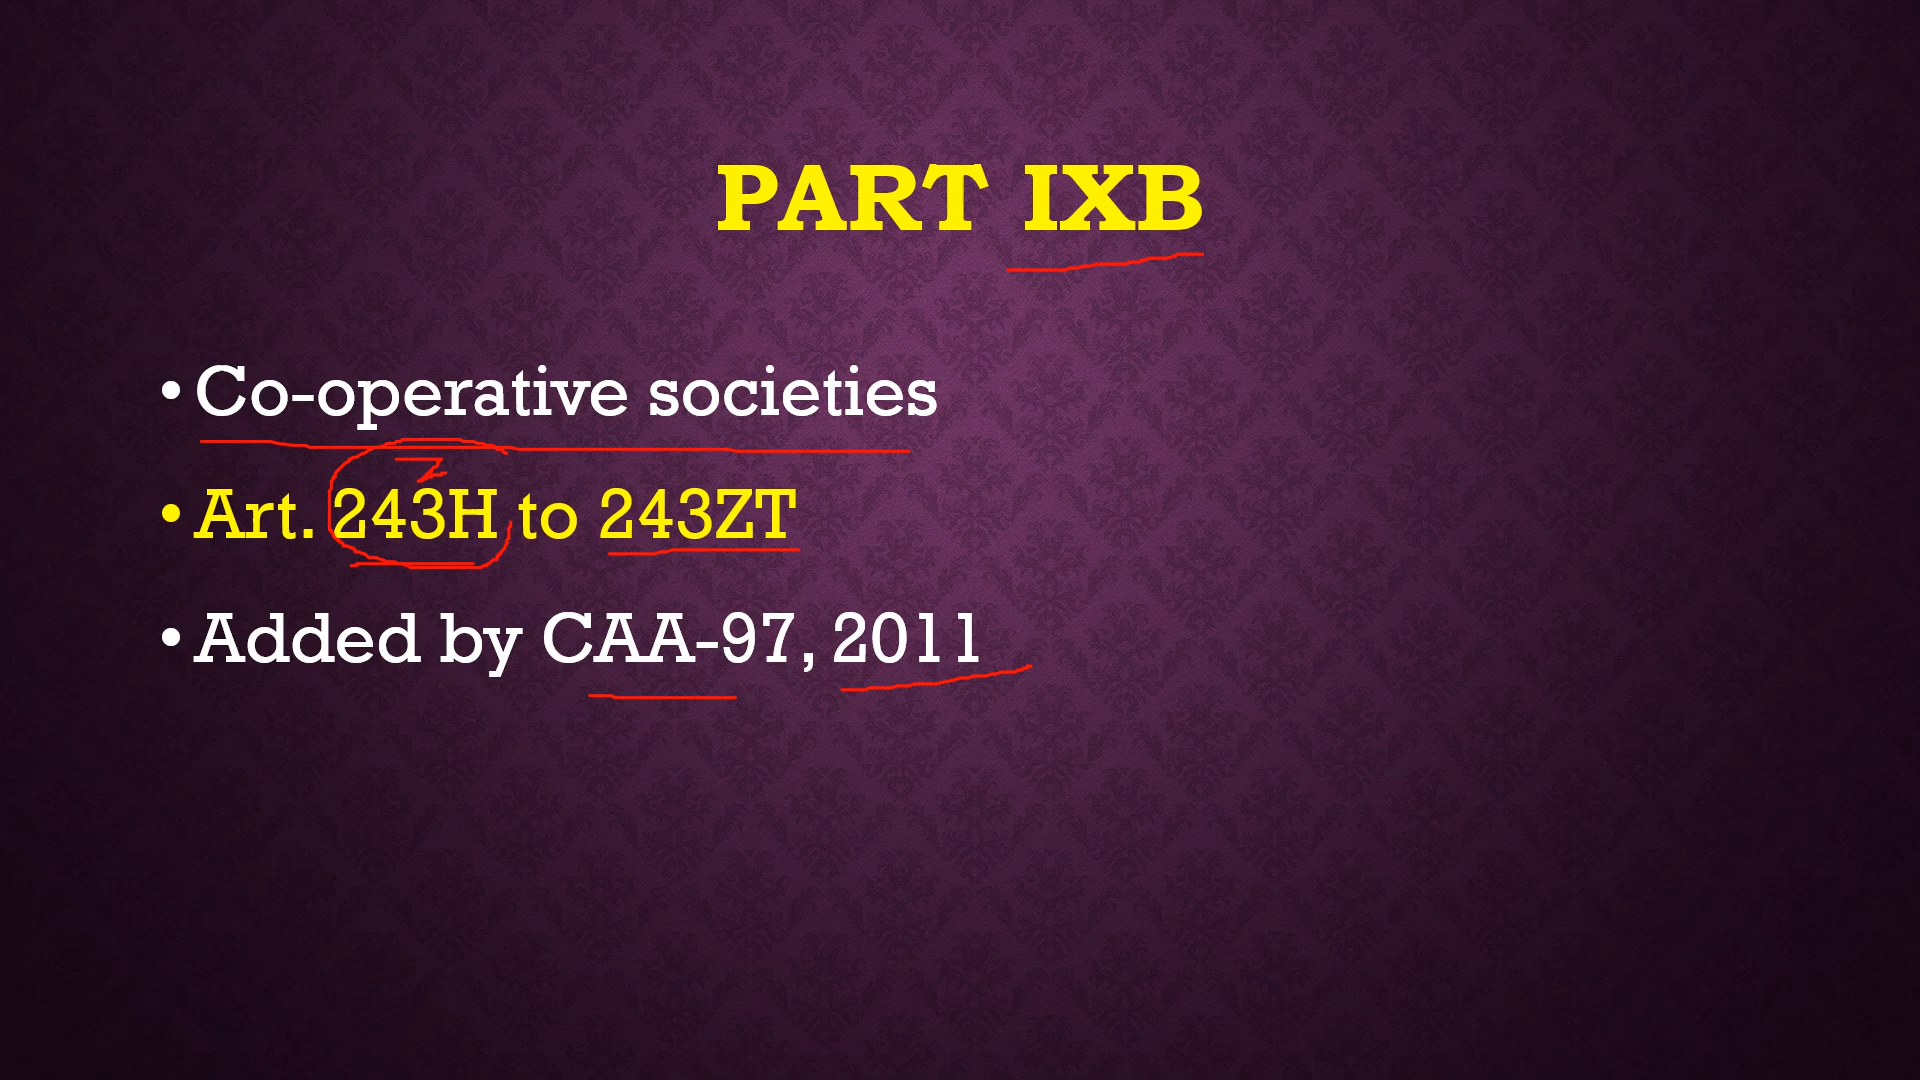 PART IXB
• Co-operative societies
Z
• Art. 243H to 243ZT
• Added by CAA-97, 2011